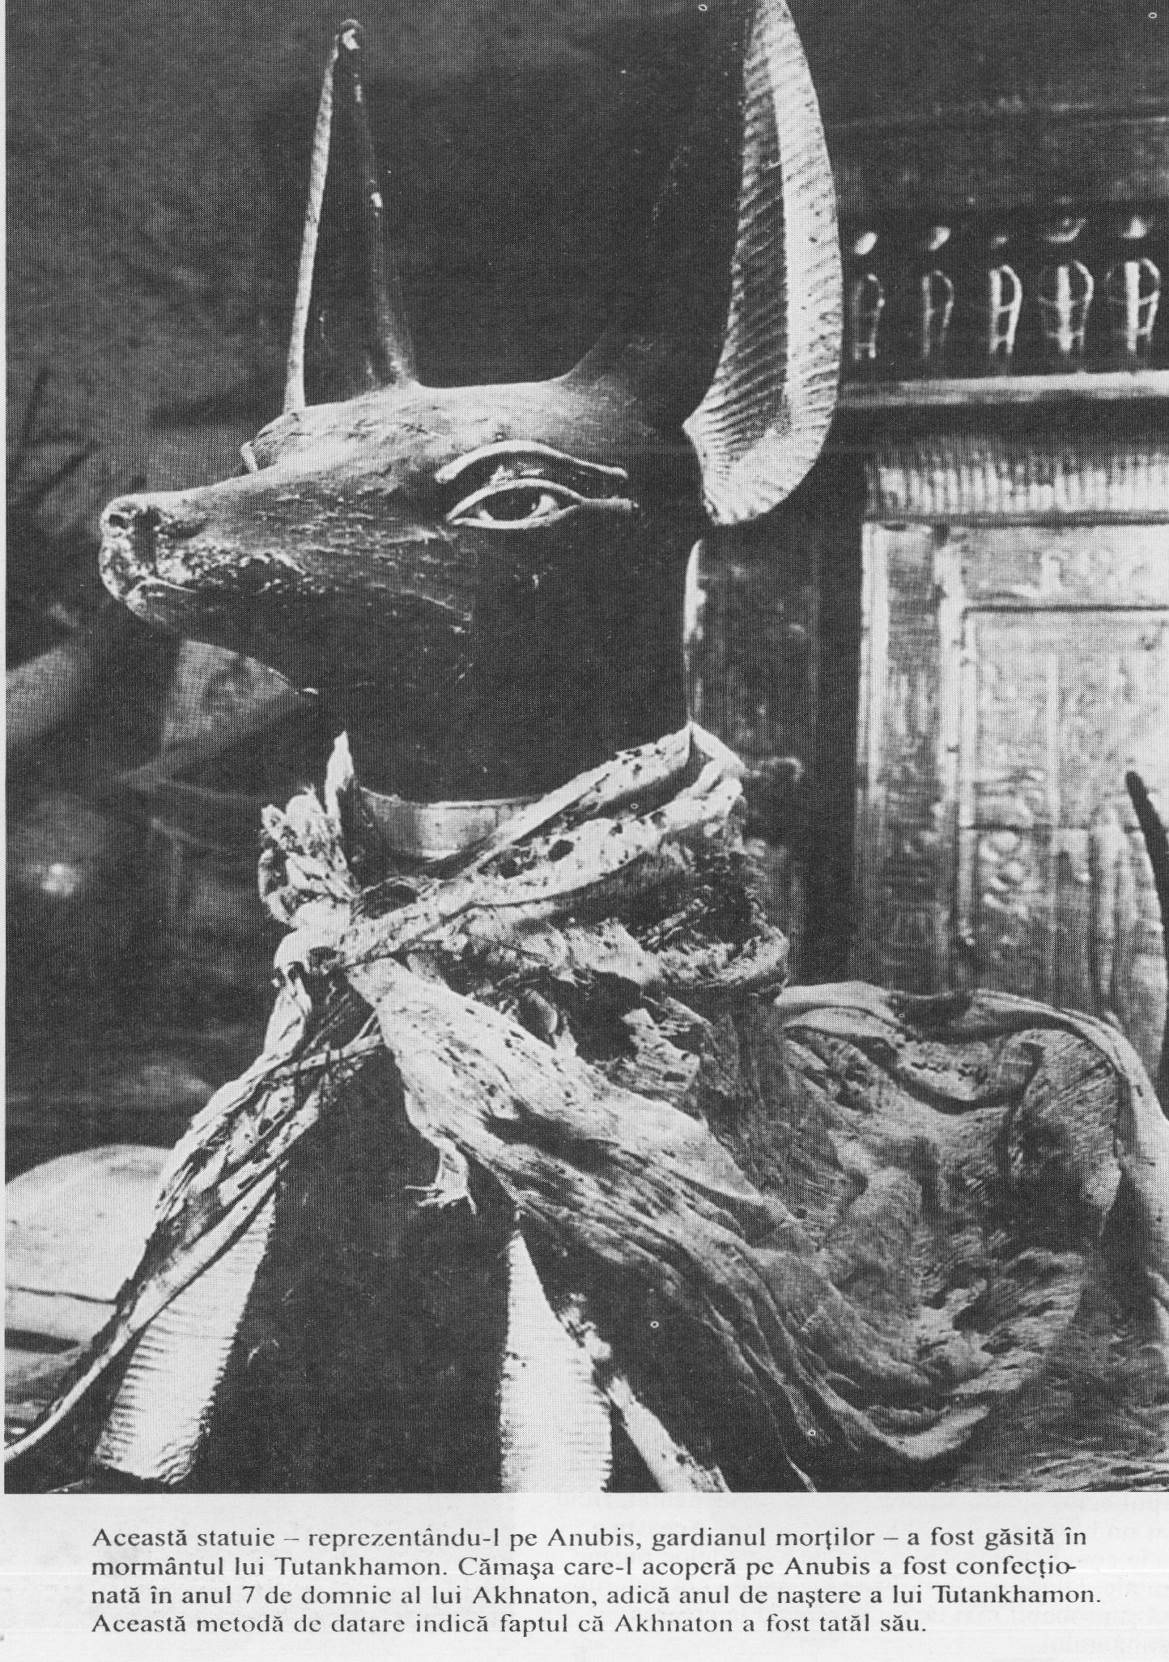 Această statuie – reprezentându-l pe Anubis, gardianul morților – a fost găsită în
mormântul lui Tutankhamon. Cămașa care-l acoperă pe Anubis a fost confecțio-
nată în anul 7 de domnie al lui Akhnaton, adică anul de naștere a lui Tutankhamon.
Această metodă de datare indică faptul că Akhnaton a fost tatăl său.